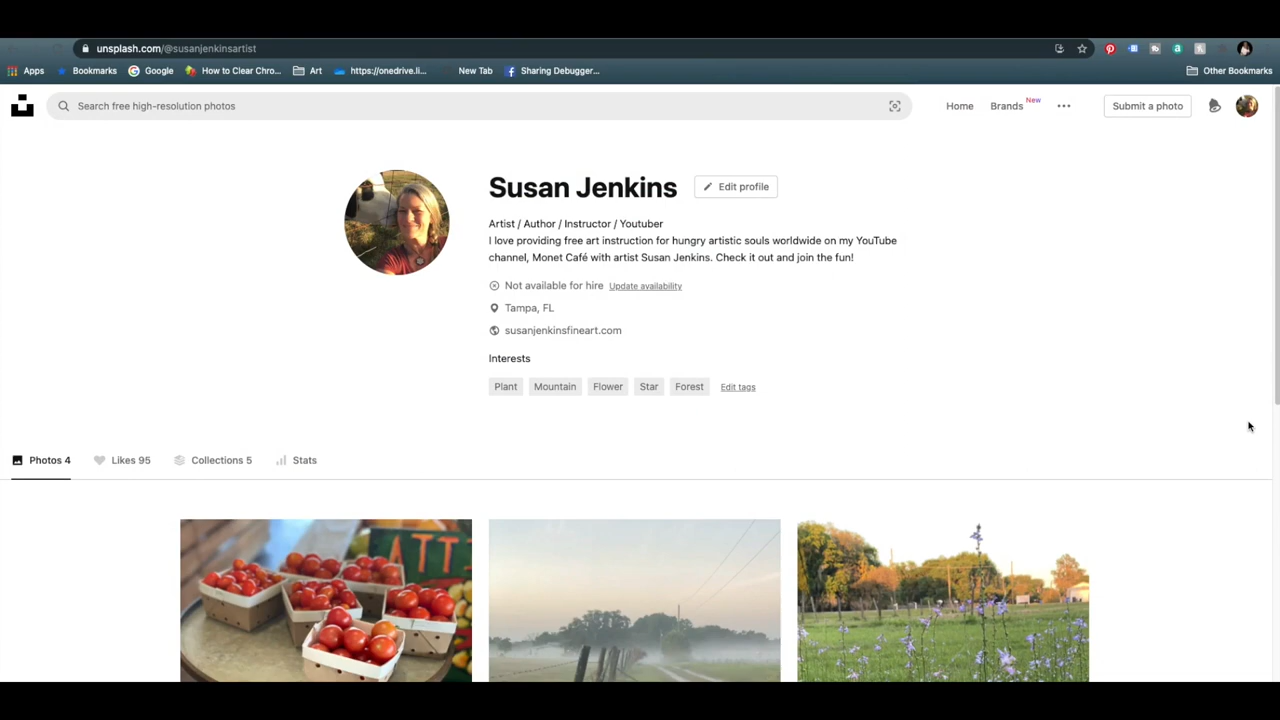 unsplash.com/@susanjenkinsartist
Apps Bookmarks Google How to Clear Chro... Art https://onedrive.li... New Tab Sharing Debugger... Other Bookmarks
Search free high-resolution photos Home Brands New Submit a photo
Susan Jenkins Edit profile
Artist / Author / Instructor / Youtuber
I love providing free art instruction for hungry artistic souls worldwide on my YouTube
channel, Monet Café with artist Susan Jenkins. Check it out and join the fun!
Not available for hire Update availability
Tampa, FL
susanjenkinsfineart.com
Interests
Plant Mountain Flower Star Forest Edit tags
Photos 4 Likes 95 Collections 5 Stats
ATT